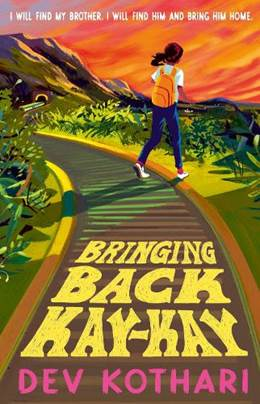 I WILL FIND MY BROTHER. I WILL FIND HIM AND BRING HIM HOME.
BRINGING
BACK
KAY-KAY
DEV KOTHARI